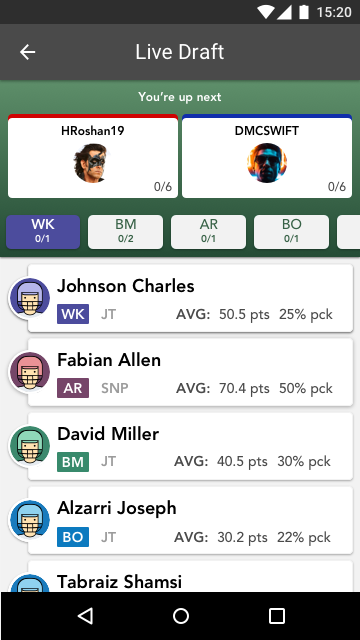 15:20
Live Draft
You're up next
HRoshan19
0/6
DMCSWIFT
0/6
WK
0/1
BM
0/2
AR
0/1
BO
0/1
Johnson Charles
WK JT AVG: 50.5 pts 25% pck
Fabian Allen
AR SNP AVG: 70.4 pts 50% pck
David Miller
BM JT AVG: 40.5 pts 30% pck
Alzarri Joseph
BO JT AVG: 30.2 pts 22% pck
Tabraiz Shamsi